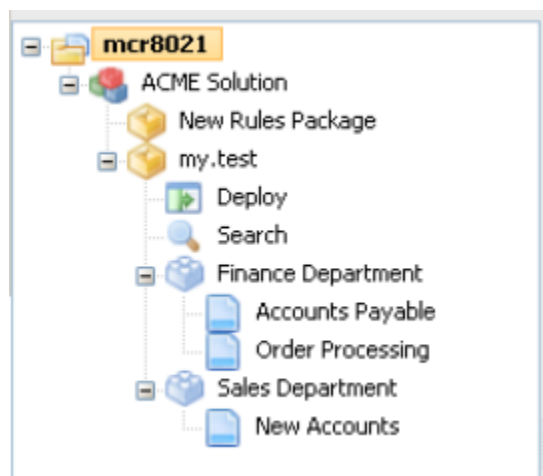 mcr8021
ACME Solution
New Rules Package
my.test
Deploy
Search
Finance Department
Accounts Payable
Order Processing
Sales Department
New Accounts